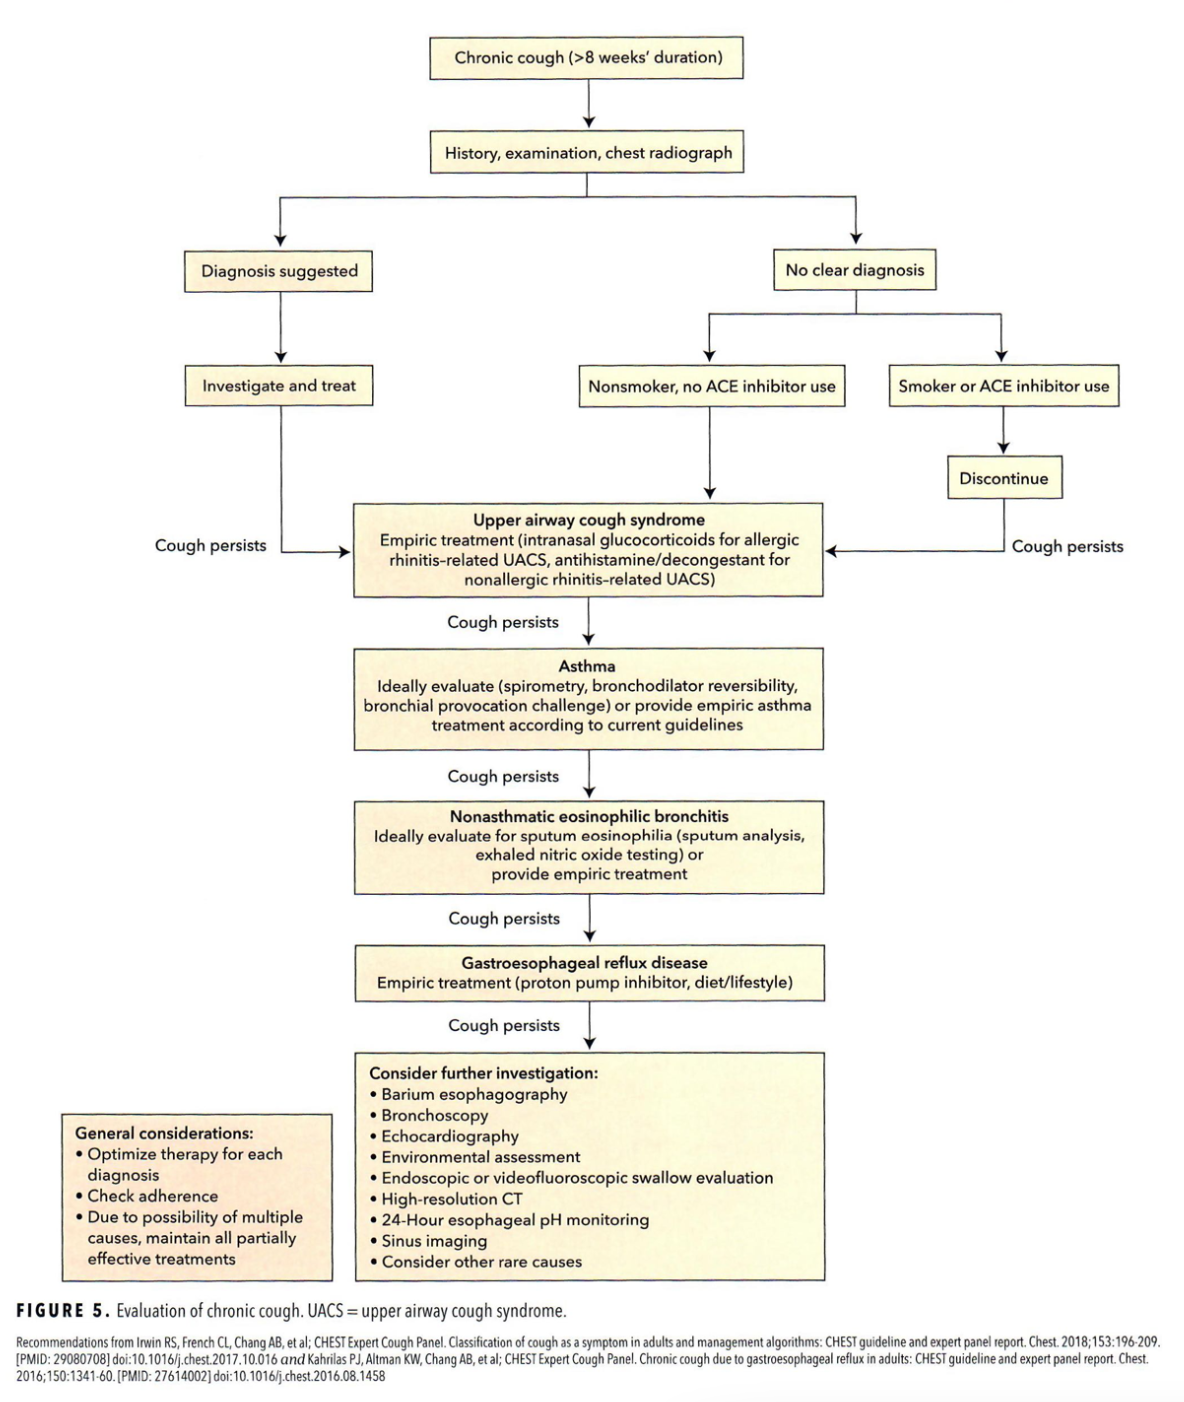 Chronic cough (>8 weeks’ duration)
History, examination, chest radiograph
Diagnosis suggested
No clear diagnosis
Investigate and treat
Nonsmoker, no ACE inhibitor use
Smoker or ACE inhibitor use
Discontinue
Cough persists
Cough persists
Upper airway cough syndrome
Empiric treatment (intranasal glucocorticoids for allergic
rhinitis–related UACS, antihistamine/decongestant for
nonallergic rhinitis–related UACS)
Cough persists
Asthma
Ideally evaluate (spirometry, bronchodilator reversibility,
bronchial provocation challenge) or provide empiric asthma
treatment according to current guidelines
Cough persists
Nonasthmatic eosinophilic bronchitis
Ideally evaluate for sputum eosinophilia (sputum analysis,
exhaled nitric oxide testing) or
provide empiric treatment
Cough persists
Gastroesophageal reflux disease
Empiric treatment (proton pump inhibitor, diet/lifestyle)
Cough persists
Consider further investigation:
• Barium esophagography
• Bronchoscopy
• Echocardiography
• Environmental assessment
• Endoscopic or videofluoroscopic swallow evaluation
• High-resolution CT
• 24-Hour esophageal pH monitoring
• Sinus imaging
• Consider other rare causes
General considerations:
• Optimize therapy for each
diagnosis
• Check adherence
• Due to possibility of multiple
causes, maintain all partially
effective treatments
FIGURE 5. Evaluation of chronic cough. UACS = upper airway cough syndrome.
Recommendations from Irwin RS, French CL, Chang AB, et al; CHEST Expert Cough Panel. Classification of cough as a symptom in adults and management algorithms: CHEST guideline and expert panel report. Chest. 2018;153:196-209.
[PMID: 29080708] doi:10.1016/j.chest.2017.10.016 and Kahrilas PJ, Altman KW, Chang AB, et al; CHEST Expert Cough Panel. Chronic cough due to gastroesophageal reflux in adults: CHEST guideline and expert panel report. Chest.
2016;150:1341-60. [PMID: 27614002] doi:10.1016/j.chest.2016.08.1458